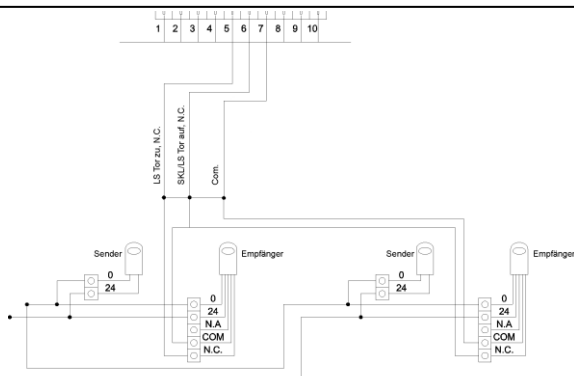 1 2 3 4 5 6 7 8 9 10
LS Tor zu, N.C.
SKL/LS Tor auf, N.C.
Com.
Sender
0
24
Empfänger
0
24
N.A
COM
N.C.
Sender
0
24
Empfänger
0
24
N.A
COM
N.C.